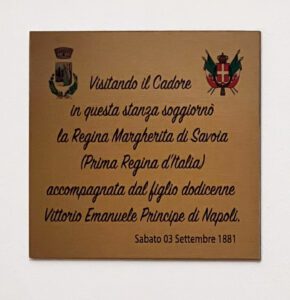 Visitando il Cadore
in questa stanza soggiornò
la Regina Margherita di Savoia
(Prima Regina d'Italia)
accompagnata dal figlio dodicenne
Vittorio Emanuele Principe di Napoli.
Sabato 03 Settembre 1881